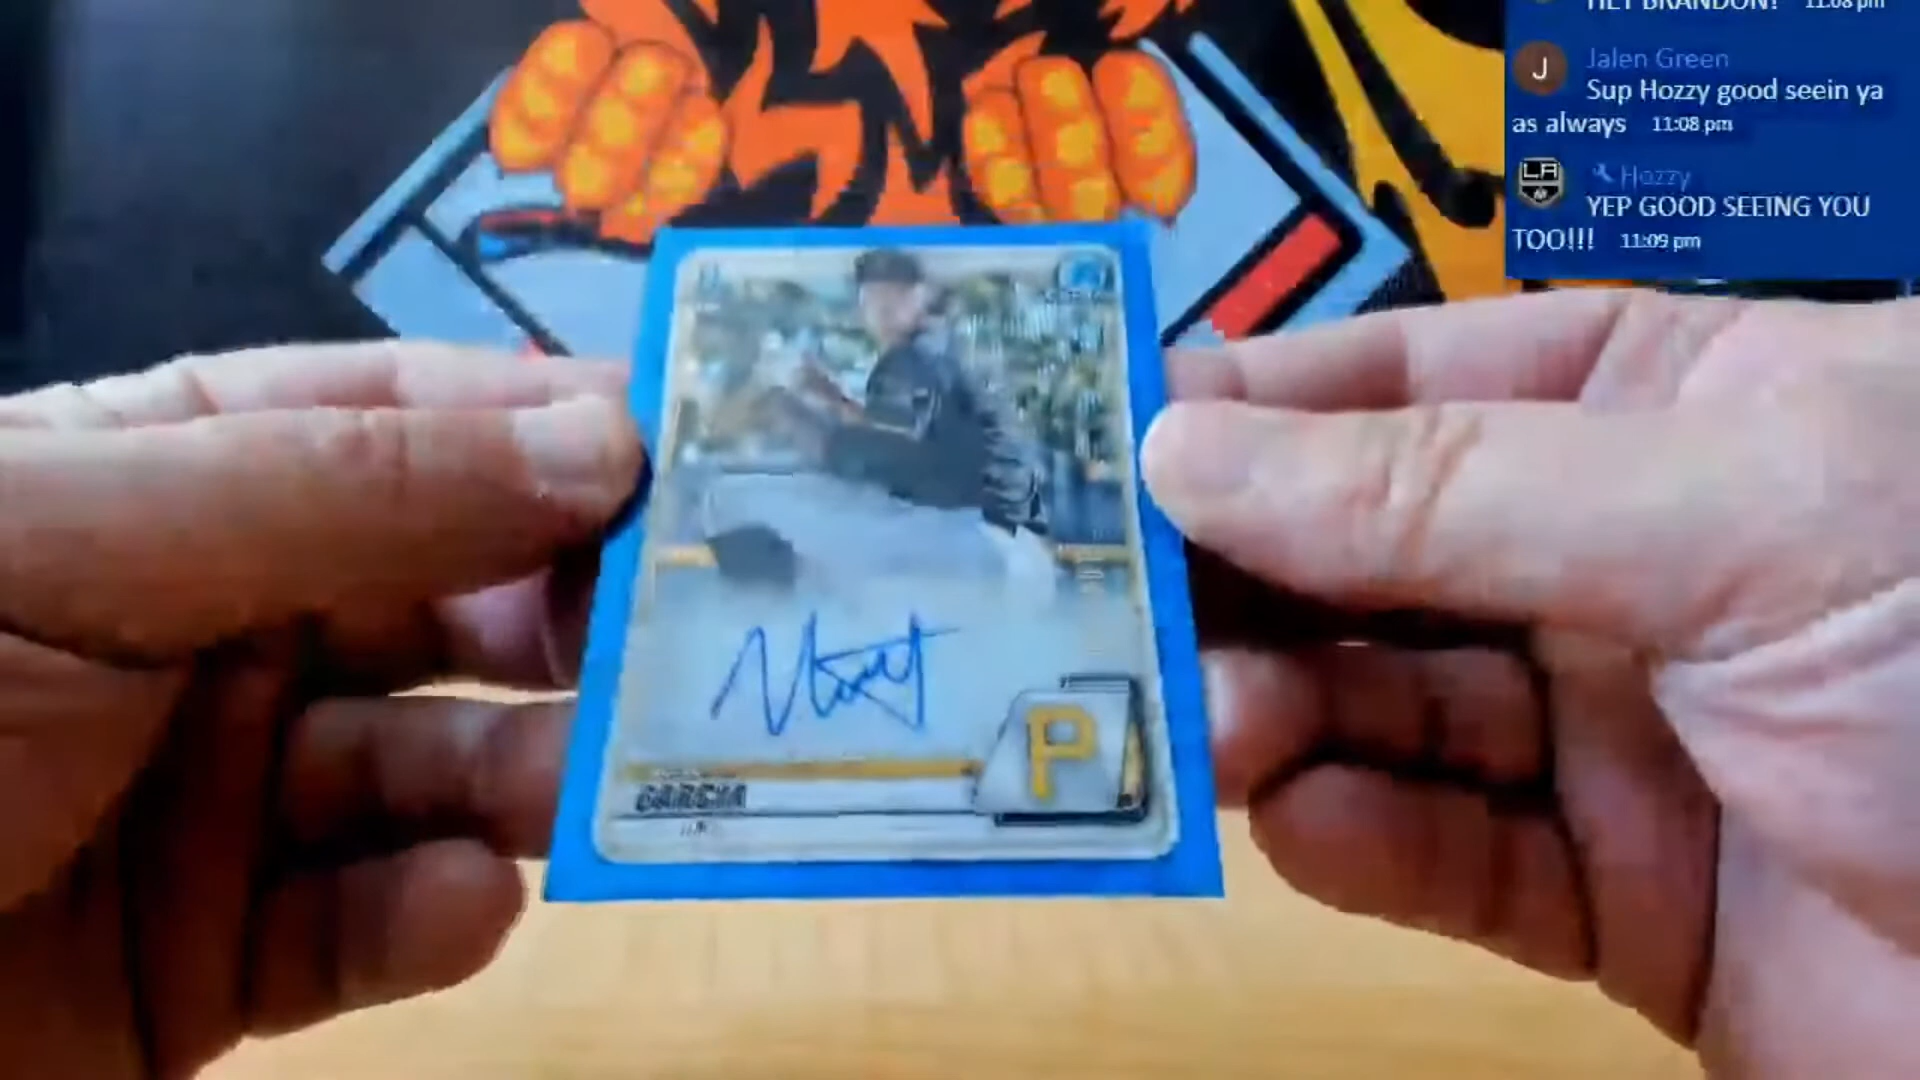 HEY BRANDON! 11:08 pm
J
Jalen Green
Sup Hozzy good seein ya
as always 11:08 pm
LA
Hozzy
YEP GOOD SEEING YOU
TOO!!! 11:09 pm
GARCIA
P